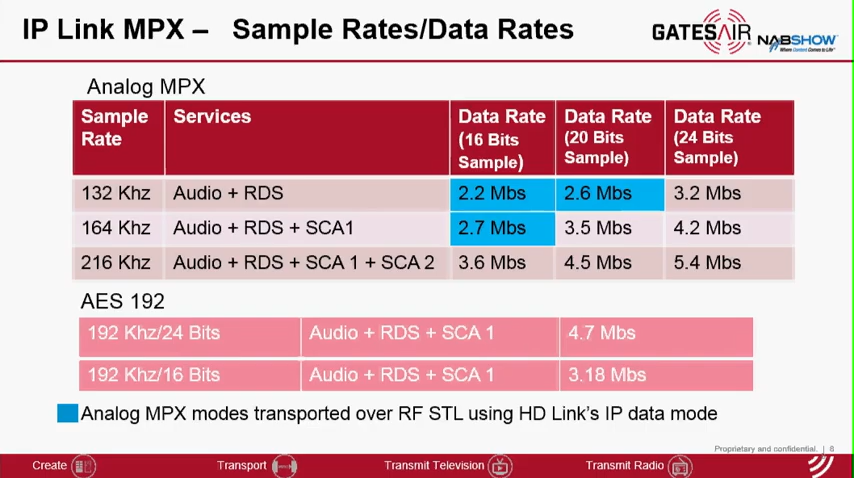 IP Link MPX – Sample Rates/Data Rates
GATESAIR
NABSHOW
Where Content Comes to Life
Analog MPX
Sample Rate Services Data Rate (16 Bits Sample) Data Rate (20 Bits Sample) Data Rate (24 Bits Sample)
132 Khz Audio + RDS 2.2 Mbs 2.6 Mbs 3.2 Mbs
164 Khz Audio + RDS + SCA1 2.7 Mbs 3.5 Mbs 4.2 Mbs
216 Khz Audio + RDS + SCA 1 + SCA 2 3.6 Mbs 4.5 Mbs 5.4 Mbs
AES 192
192 Khz/24 Bits Audio + RDS + SCA 1 4.7 Mbs
192 Khz/16 Bits Audio + RDS + SCA 1 3.18 Mbs
Analog MPX modes transported over RF STL using HD Link's IP data mode
Proprietary and confidential. | 6
Create Transport Transmit Television Transmit Radio